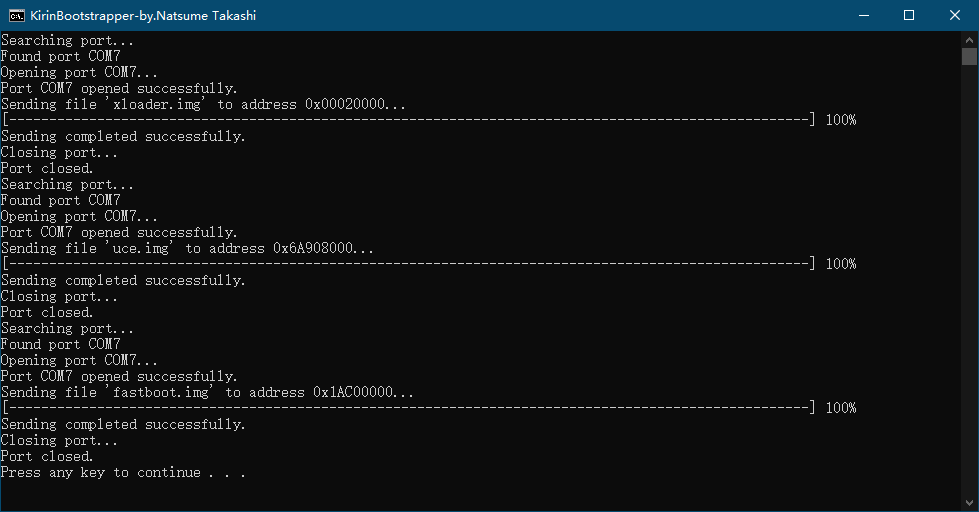 KirinBootstrapper-by.Natsume Takashi
Searching port...
Found port COM7
Opening port COM7...
Port COM7 opened successfully.
Sending file 'xloader.img' to address 0x00020000...
[----------------------------------------------------------------------------------------------------] 100%
Sending completed successfully.
Closing port...
Port closed.
Searching port...
Found port COM7
Opening port COM7...
Port COM7 opened successfully.
Sending file 'uce.img' to address 0x6A908000...
[----------------------------------------------------------------------------------------------------] 100%
Sending completed successfully.
Closing port...
Port closed.
Searching port...
Found port COM7
Opening port COM7...
Port COM7 opened successfully.
Sending file 'fastboot.img' to address 0x1AC00000...
[----------------------------------------------------------------------------------------------------] 100%
Sending completed successfully.
Closing port...
Port closed.
Press any key to continue . . .